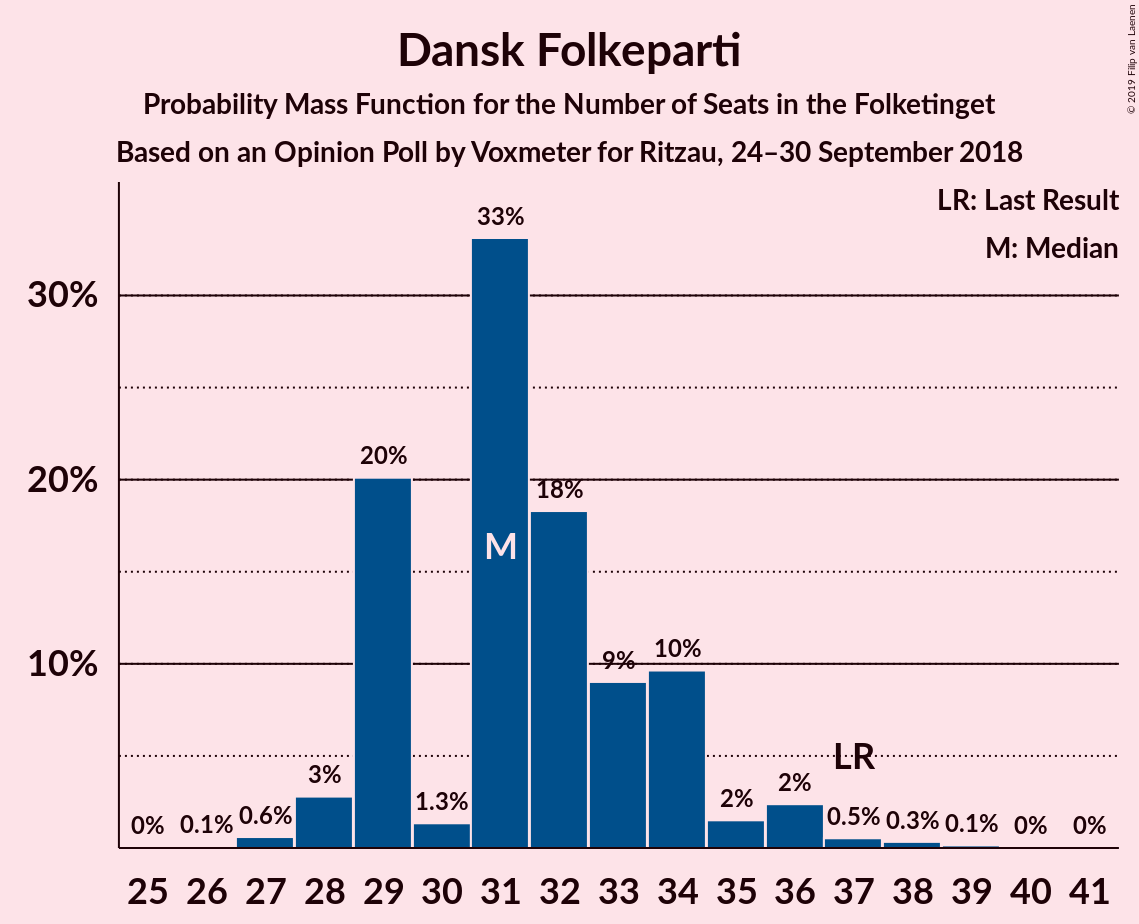 Dansk Folkeparti
Probability Mass Function for the Number of Seats in the Folketinget
Based on an Opinion Poll by Voxmeter for Ritzau, 24–30 September 2018
© 2019 Filip van Laenen
LR: Last Result
M: Median
30%
20%
10%
0%
0.1%
0.6%
3%
20%
1.3%
33%
18%
9%
10%
2%
2%
0.5%
0.3%
0.1%
0%
0%
M
LR
25 26 27 28 29 30 31 32 33 34 35 36 37 38 39 40 41